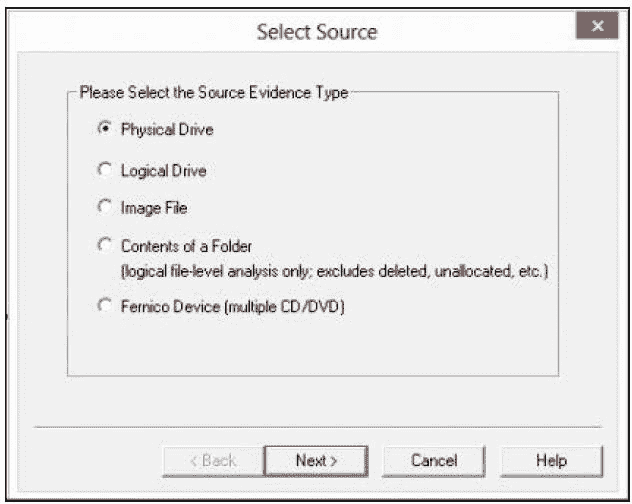 Select Source
Please Select the Source Evidence Type
Physical Drive
Logical Drive
Image File
Contents of a Folder
(logical file-level analysis only; excludes deleted, unallocated, etc.)
Fernico Device (multiple CD/DVD)
< Back Next > Cancel Help